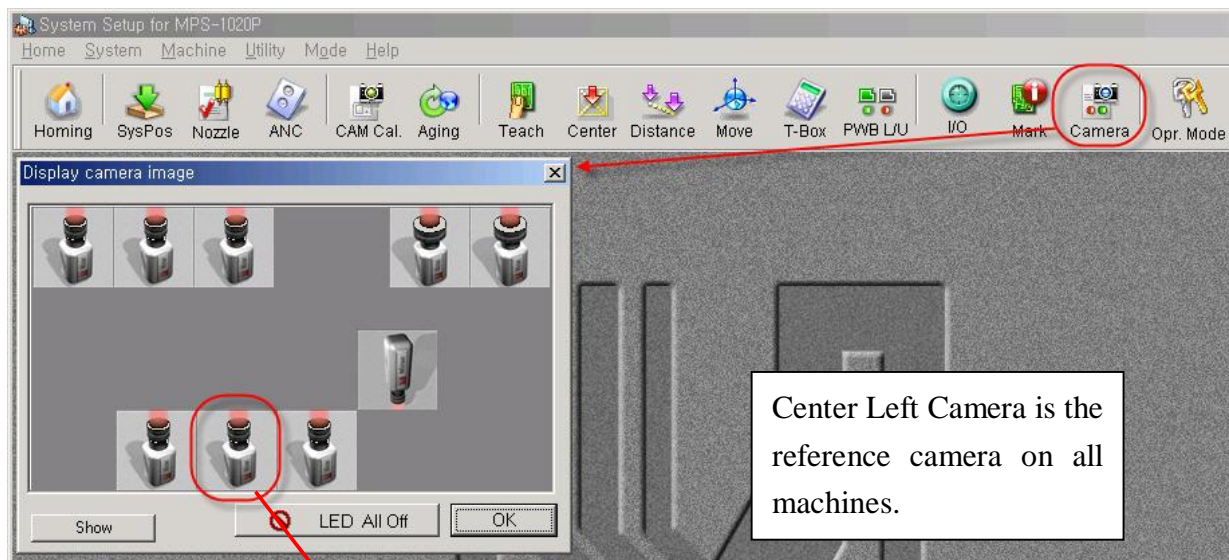 System Setup for MPS-1020P
Home System Machine Utility Mode Help
Homing SysPos Nozzle ANC CAM Cal. Aging Teach Center Distance Move T-Box PWB L/U I/O Mark Camera Opr. Mode
Display camera image
Center Left Camera is the
reference camera on all
machines.
Show LED All Off OK